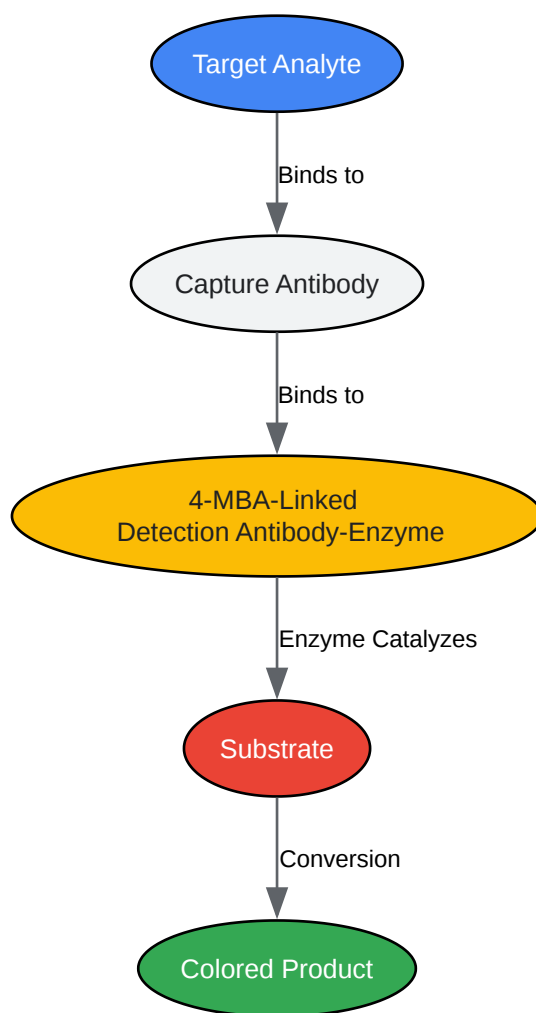 Target Analyte
Binds to
Capture Antibody
Binds to
4-MBA-Linked
Detection Antibody-Enzyme
Enzyme Catalyzes
Substrate
Conversion
Colored Product